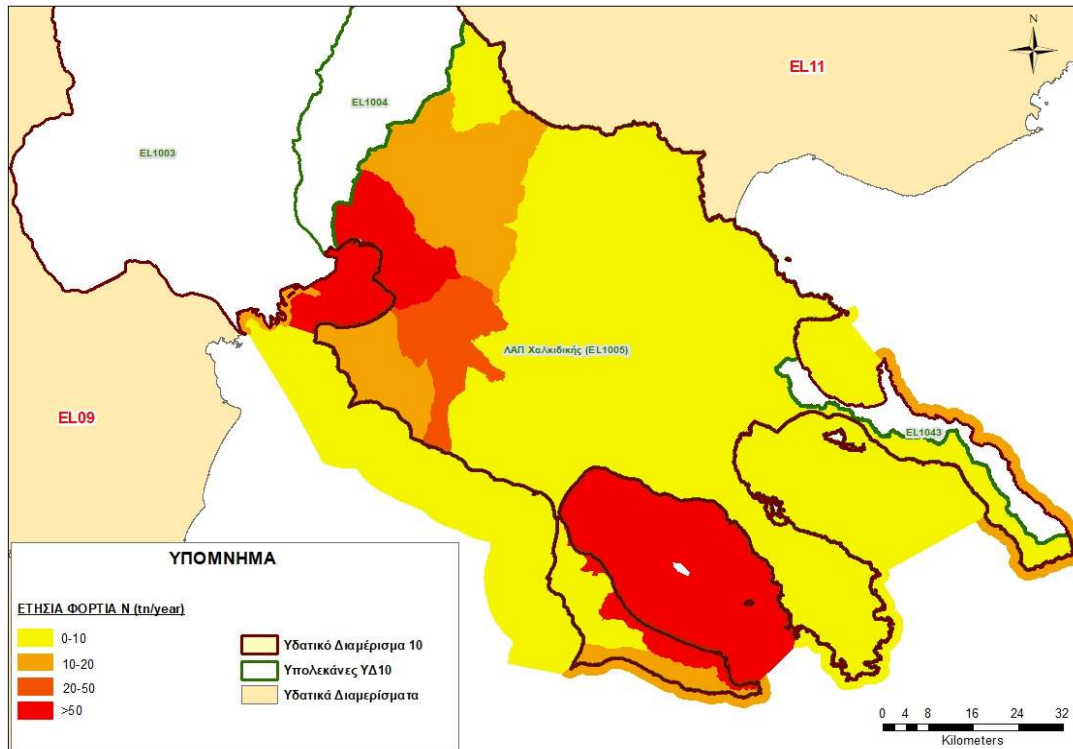 N
EL11
EL1004
EL1003
ΛΑΠ Χαλκιδικής (EL1005)
EL09
EL1043
ΥΠΟΜΝΗΜΑ
ΕΤΗΣΙΑ ΦΟΡΤΙΑ Ν (tn/year)
0-10
10-20
20-50
>50
Υδατικό Διαμέρισμα 10
Υπολεκάνες ΥΔ10
Υδατικά Διαμερίσματα
0 4 8 16 24 32
Kilometers